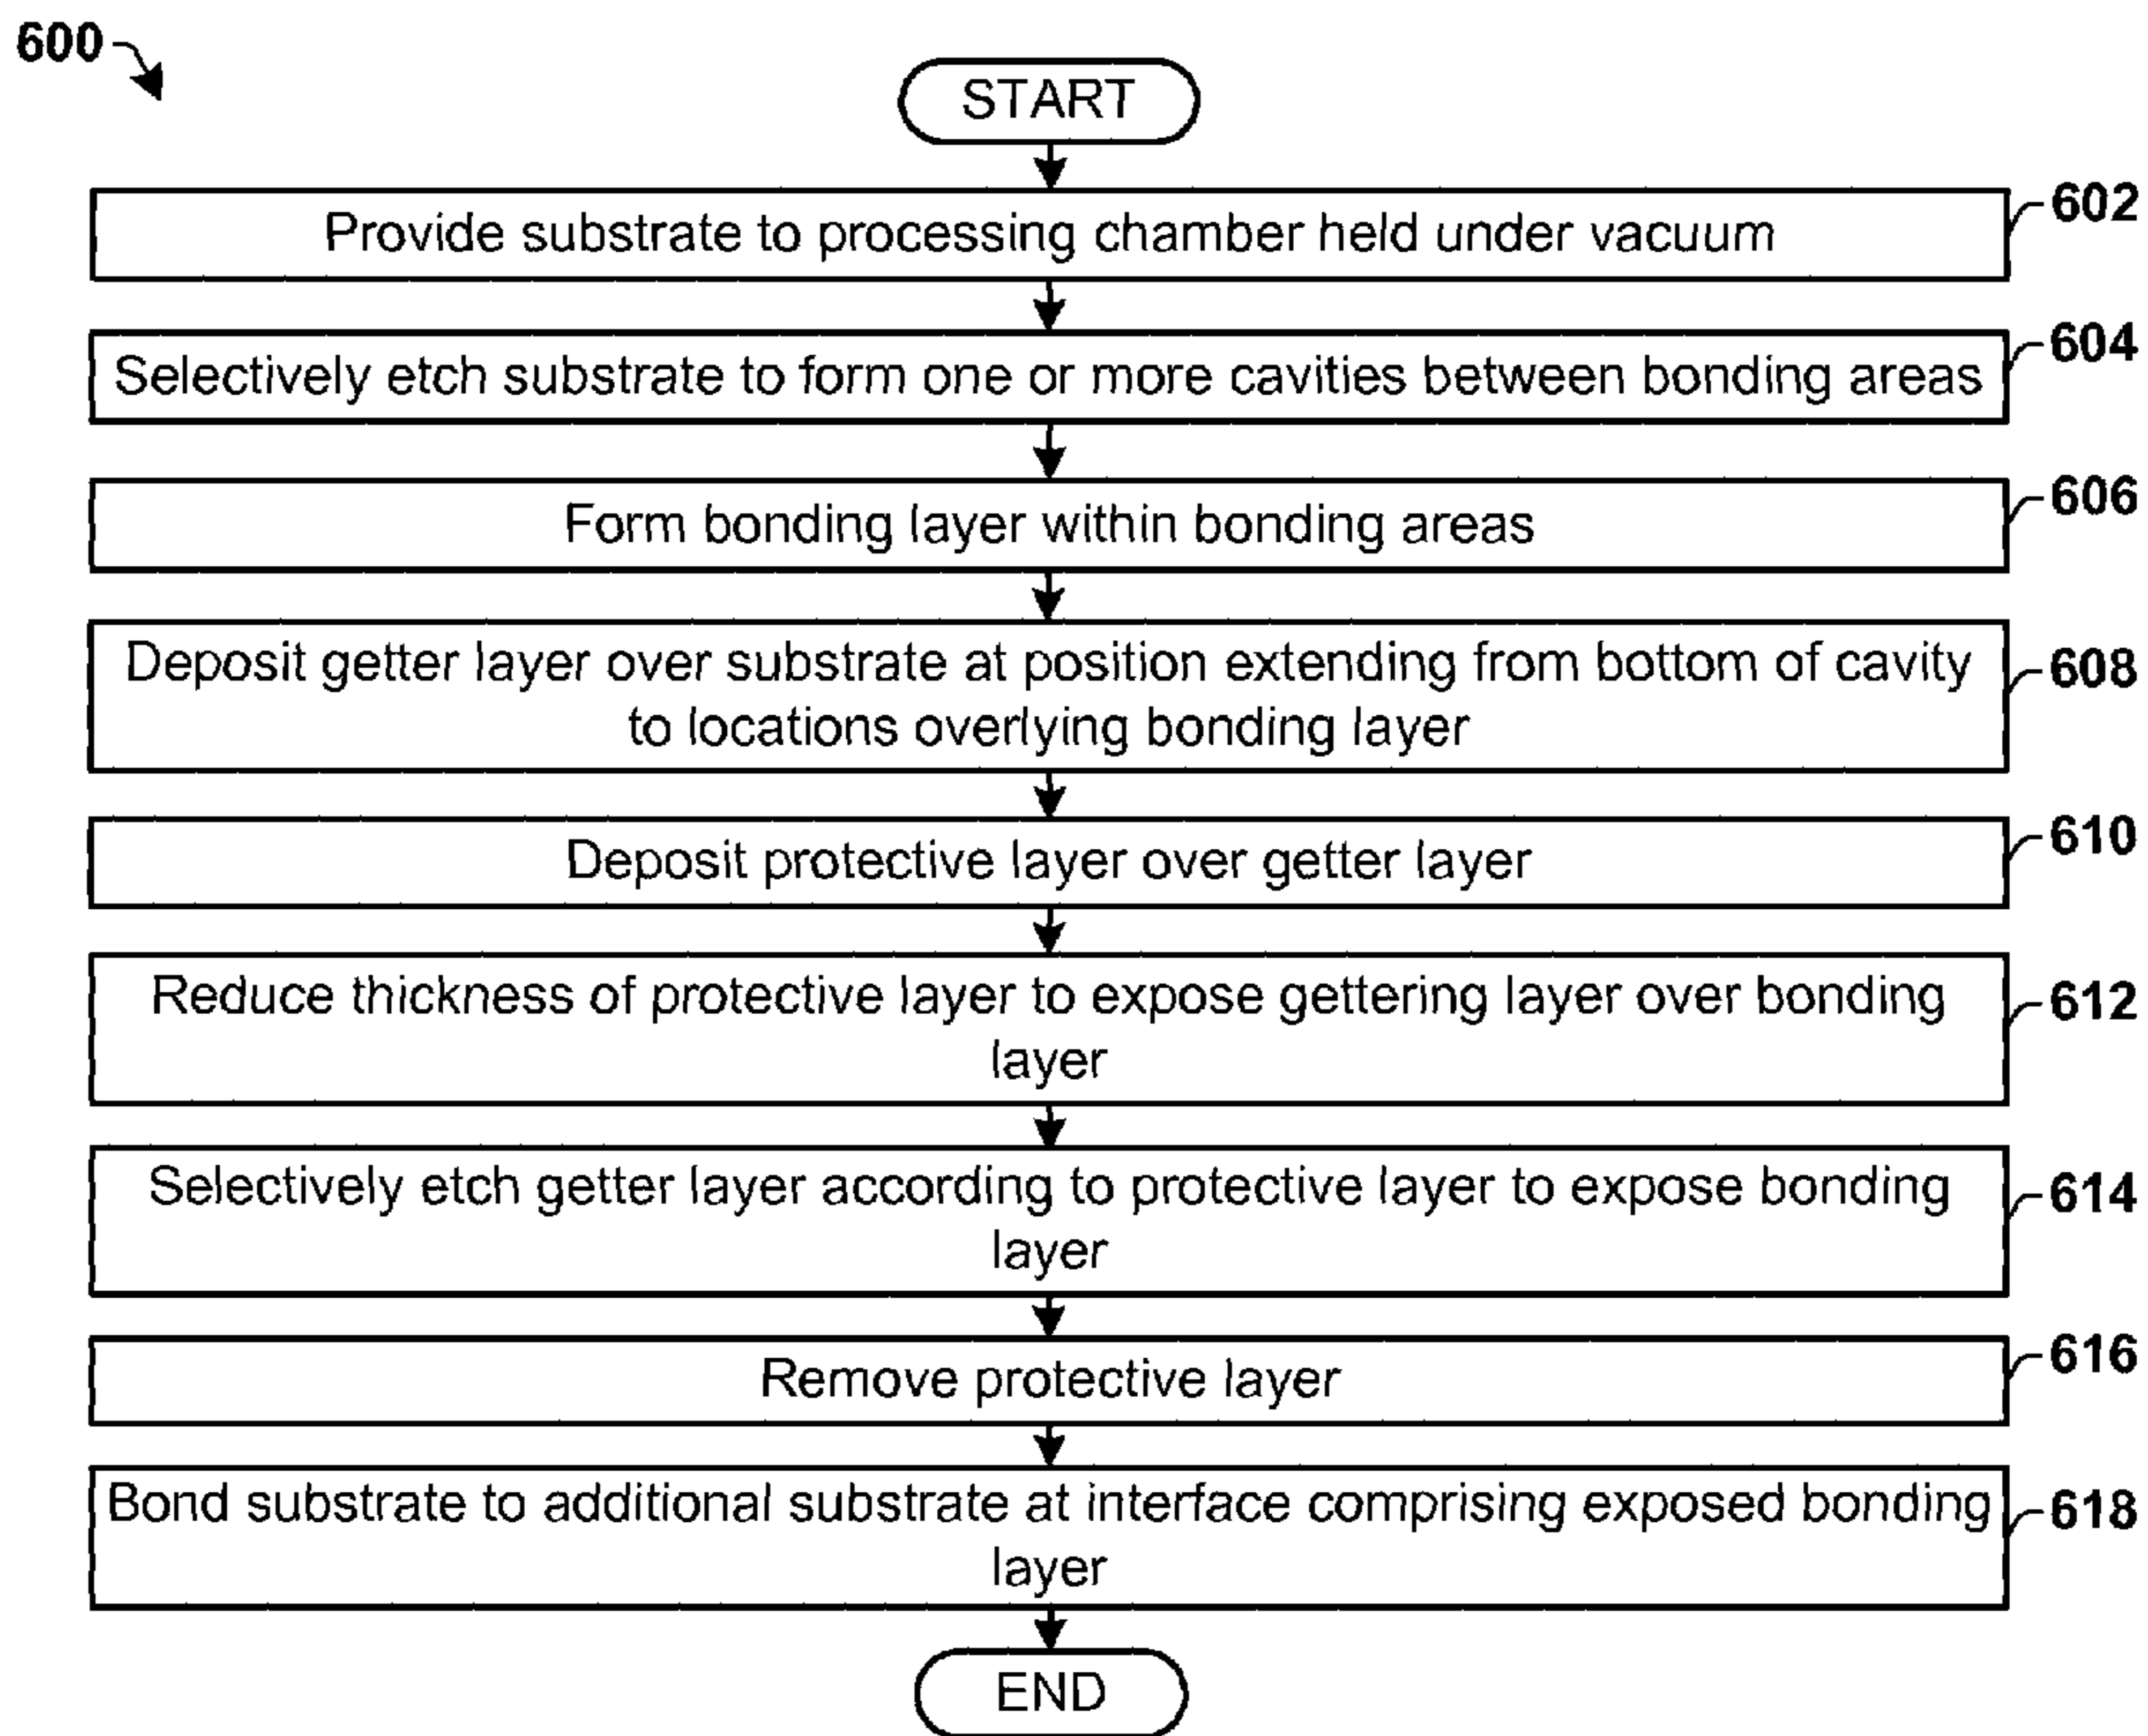 600
START
Provide substrate to processing chamber held under vacuum
602
Selectively etch substrate to form one or more cavities between bonding areas
604
Form bonding layer within bonding areas
606
Deposit getter layer over substrate at position extending from bottom of cavity
to locations overlying bonding layer
608
Deposit protective layer over getter layer
610
Reduce thickness of protective layer to expose gettering layer over bonding
layer
612
Selectively etch getter layer according to protective layer to expose bonding
layer
614
Remove protective layer
616
Bond substrate to additional substrate at interface comprising exposed bonding
layer
618
END